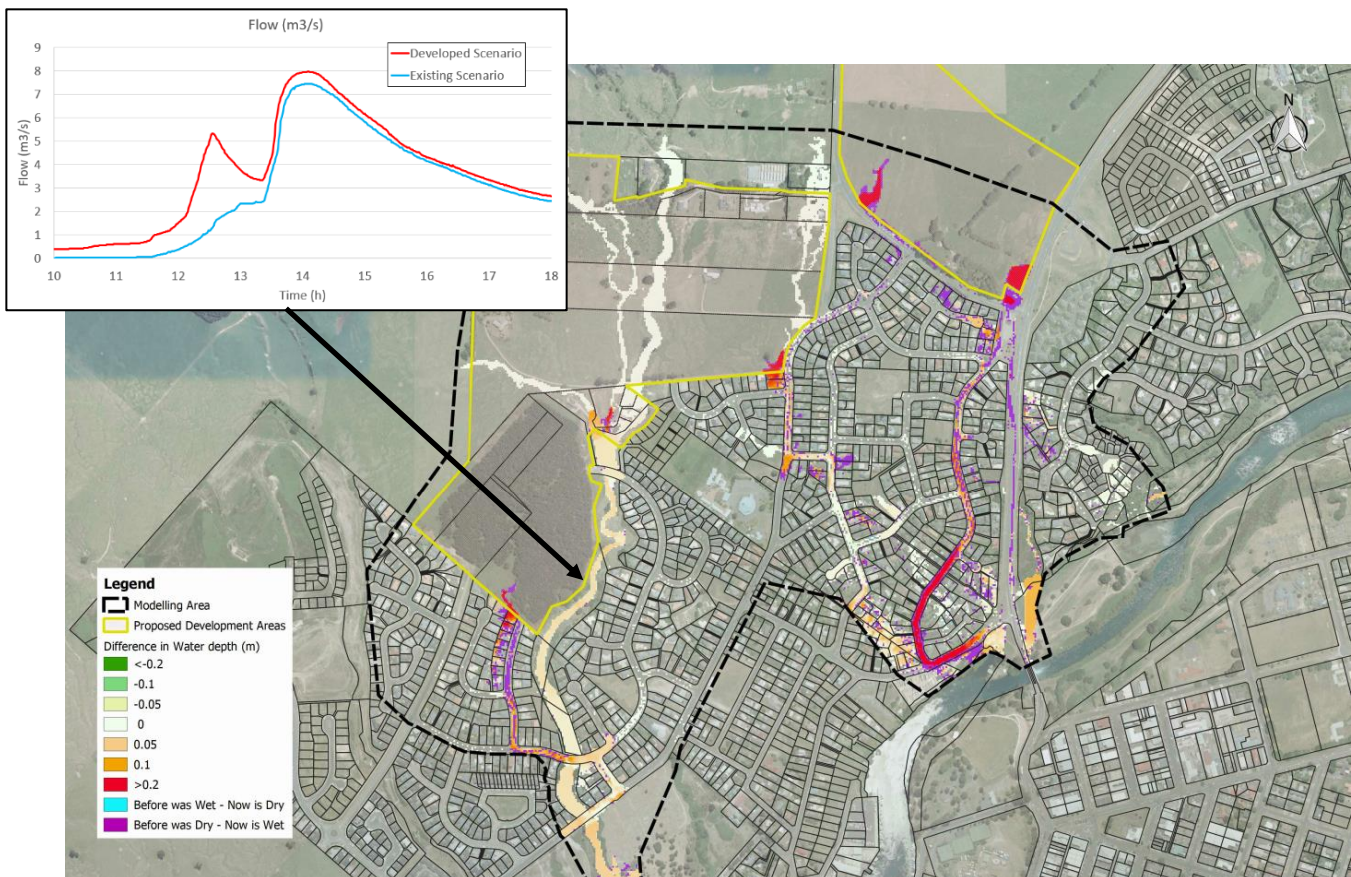 Flow (m3/s)
9
8
7
6
5
4
3
2
1
0
Flow (m3/s)
Developed Scenario
Existing Scenario
10 11 12 13 14 15 16 17 18
Time (h)
N
Legend
Modelling Area
Proposed Development Areas
Difference in Water depth (m)
<-0.2
-0.1
-0.05
0
0.05
0.1
>0.2
Before was Wet - Now is Dry
Before was Dry - Now is Wet